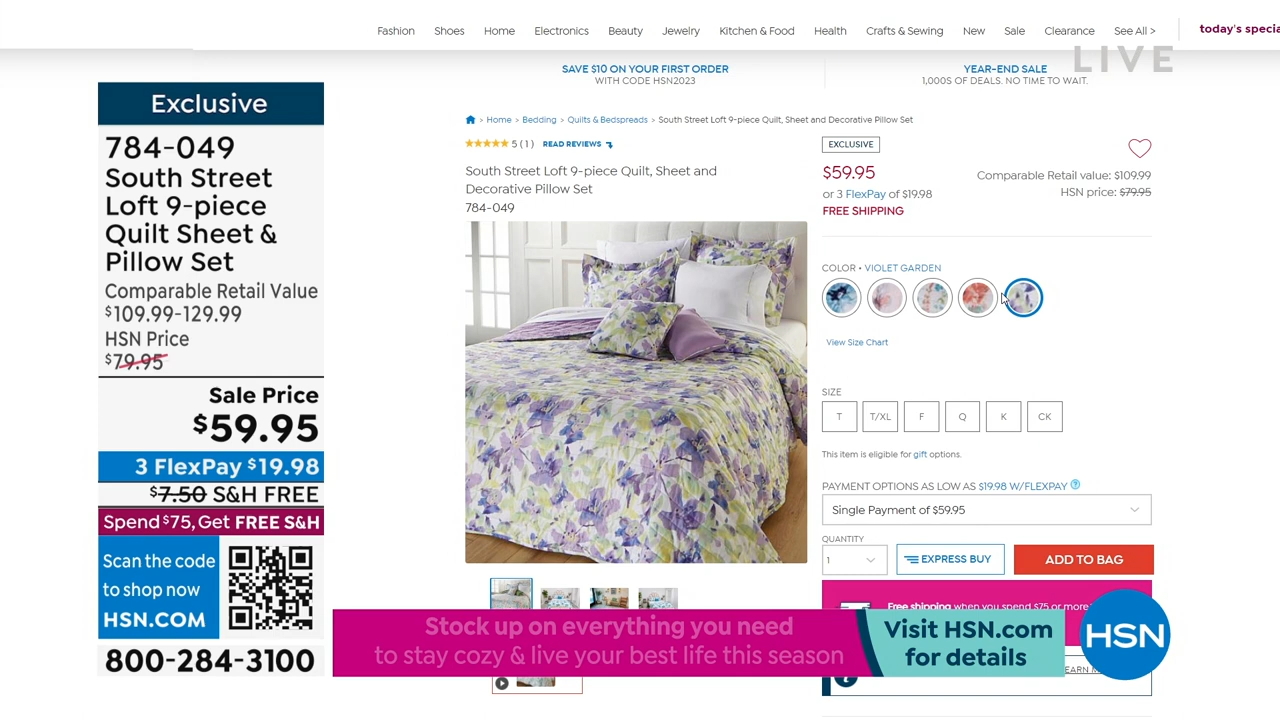 Fashion Shoes Home Electronics Beauty Jewelry Kitchen & Food Health Crafts & Sewing New Sale Clearance See All >
today's
LIVE
SAVE $10 ON YOUR FIRST ORDER
WITH CODE HSN2023
YEAR-END SALE
1,000S OF DEALS. NO TIME TO WAIT.
Exclusive
784-049
South Street
Loft 9-piece
Quilt Sheet &
Pillow Set
Comparable Retail Value
$109.99-129.99
HSN Price
$79.95
Sale Price
$59.95
3 FlexPay $19.98
$7.50 S&H FREE
Spend $75, Get FREE S&H
Scan the code
to shop now
HSN.COM
800-284-3100
> Home > Bedding > Quilts & Bedspreads > South Street Loft 9-piece Quilt, Sheet and Decorative Pillow Set
5 (1) READ REVIEWS
South Street Loft 9-piece Quilt, Sheet and
Decorative Pillow Set
784-049
EXCLUSIVE
$59.95
Comparable Retail value: $109.99
or 3 FlexPay of $19.98
HSN price: $79.95
FREE SHIPPING
COLOR • VIOLET GARDEN
View Size Chart
SIZE
T T/XL F Q K CK
This item is eligible for gift options.
PAYMENT OPTIONS AS LOW AS $19.98 W/FLEXPAY ?
Single Payment of $59.95
QUANTITY
1
EXPRESS BUY
ADD TO BAG
Free shipping when you spend $75 or more
Stock up on everything you need
to stay cozy & live your best life this season
Visit HSN.com
for details
HSN